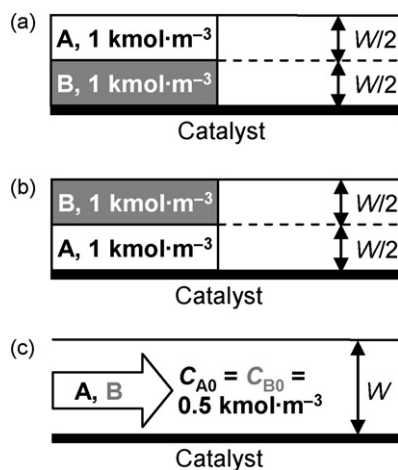 (a)
A, 1 kmol·m⁻³ W/2
B, 1 kmol·m⁻³ W/2
Catalyst
(b)
B, 1 kmol·m⁻³ W/2
A, 1 kmol·m⁻³ W/2
Catalyst
(c)
A, B C_A0 = C_B0 = W
0.5 kmol·m⁻³
Catalyst